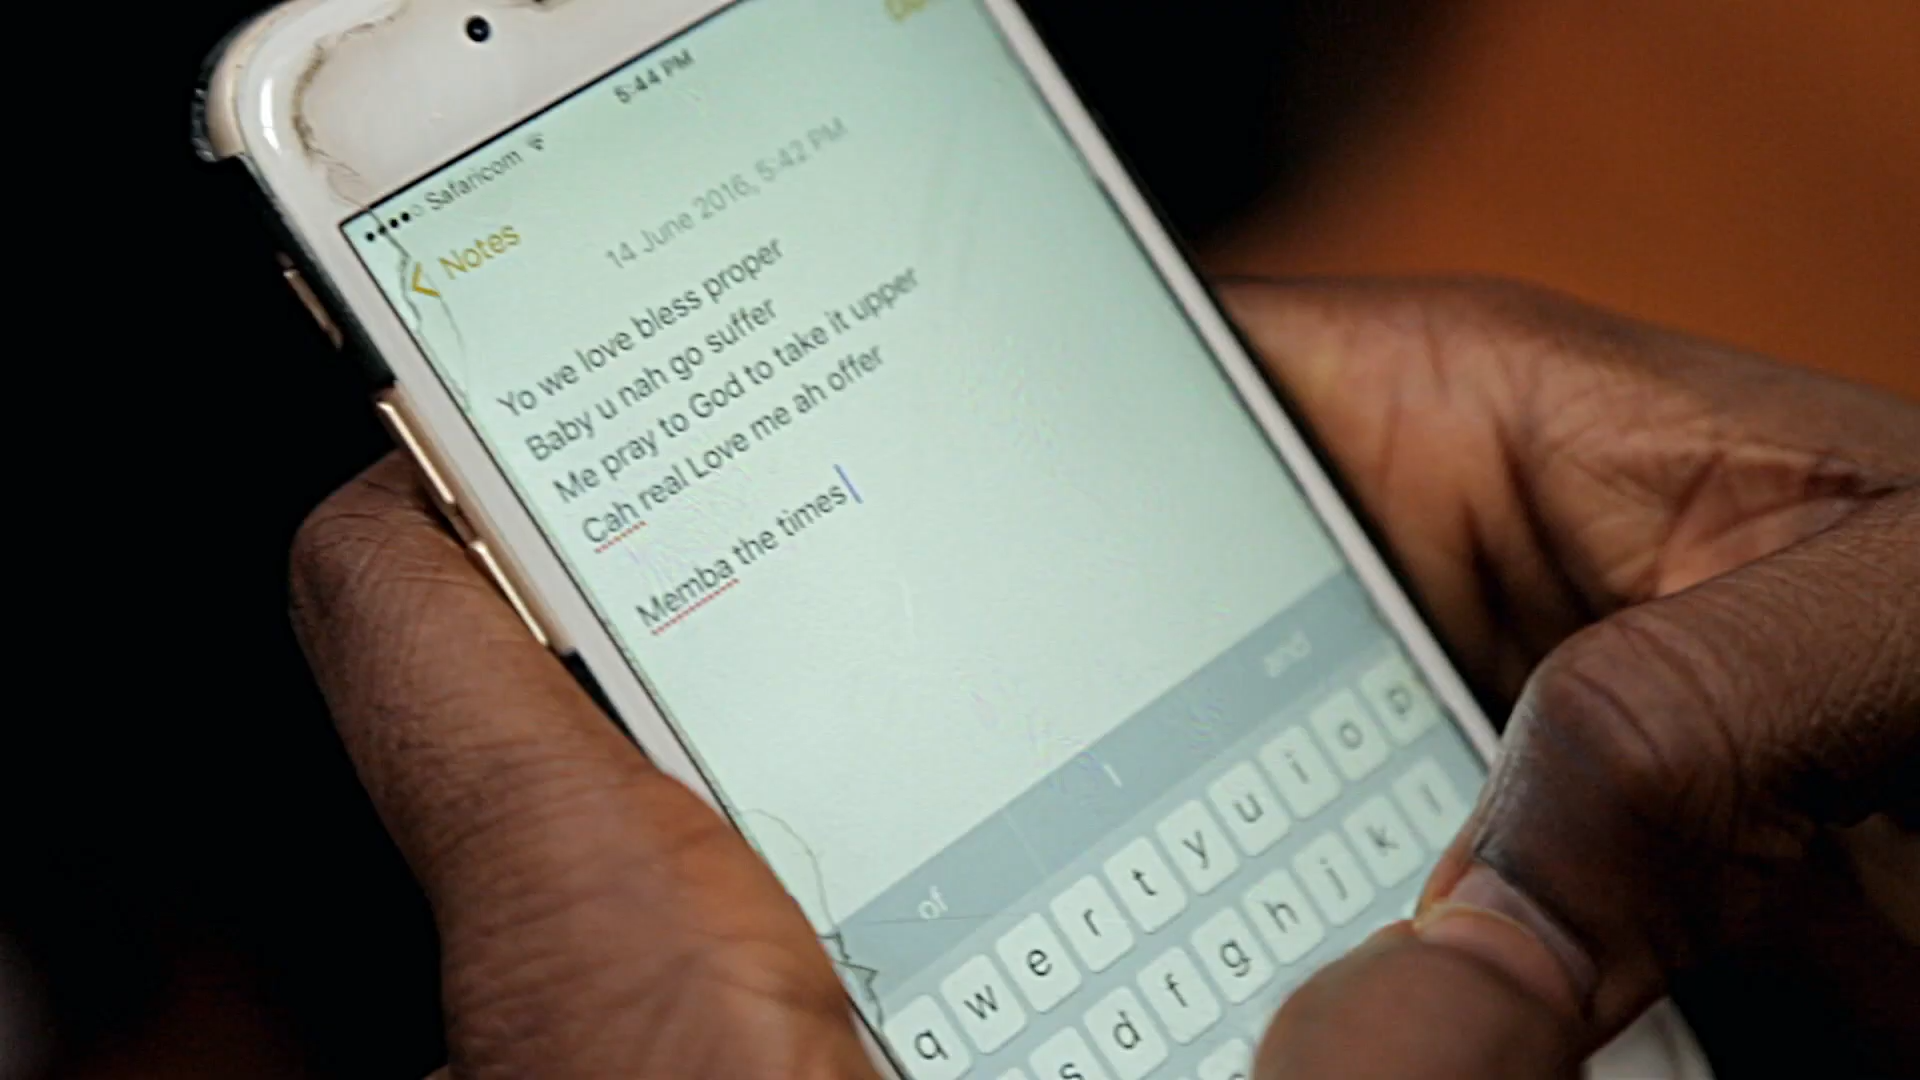 5:44 PM
Safaricom
Notes
14 June 2016, 5:42 PM
Yo we love bless proper
Baby u nah go suffer
Me pray to God to take it upper
Cah real Love me ah offer
Memba the times
of I and
q w e r t y u i o p
s d f g h j k l